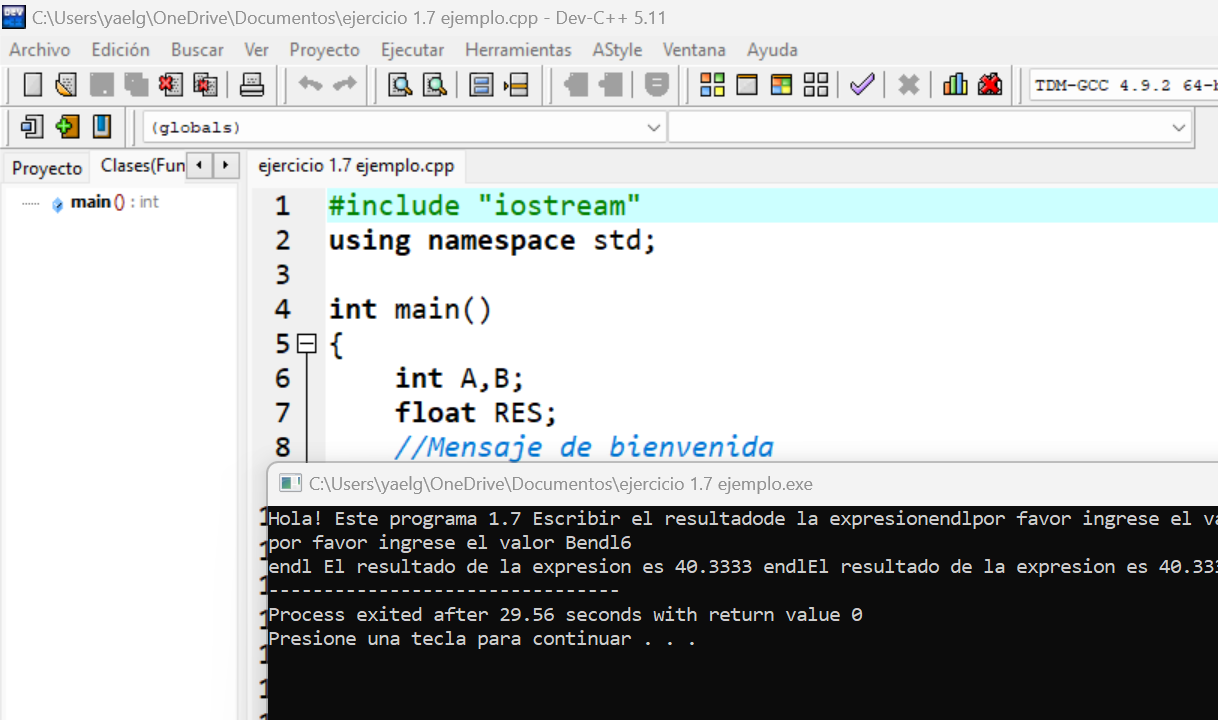 C:\Users\yaelg\OneDrive\Documentos\ejercicio 1.7 ejemplo.cpp - Dev-C++ 5.11
Archivo Edición Buscar Ver Proyecto Ejecutar Herramientas AStyle Ventana Ayuda
TDM-GCC 4.9.2 64-
(globals)
Proyecto Clases(Fun ejercicio 1.7 ejemplo.cpp
main () : int
1 #include "iostream"
2 using namespace std;
3
4 int main()
5 {
6 int A,B;
7 float RES;
8 //Mensaje de bienvenida
C:\Users\yaelg\OneDrive\Documentos\ejercicio 1.7 ejemplo.exe
Hola! Este programa 1.7 Escribir el resultadode la expresionendlpor favor ingrese el va
por favor ingrese el valor Bendl6
endl El resultado de la expresion es 40.3333 endlEl resultado de la expresion es 40.333
--------------------------------
Process exited after 29.56 seconds with return value 0
Presione una tecla para continuar . . .